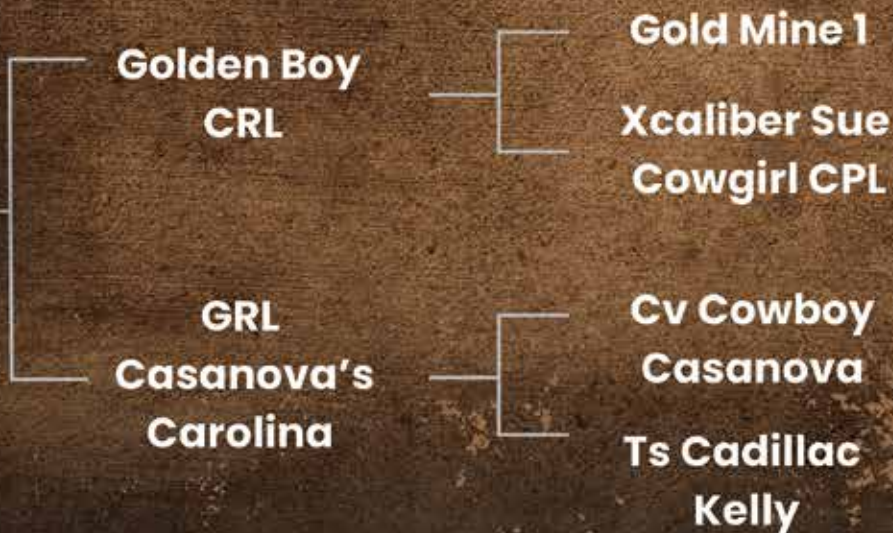 Golden Boy
CRL
Gold Mine 1
Xcaliber Sue
Cowgirl CPL
GRL
Casanova's
Carolina
Cv Cowboy
Casanova
Ts Cadillac
Kelly